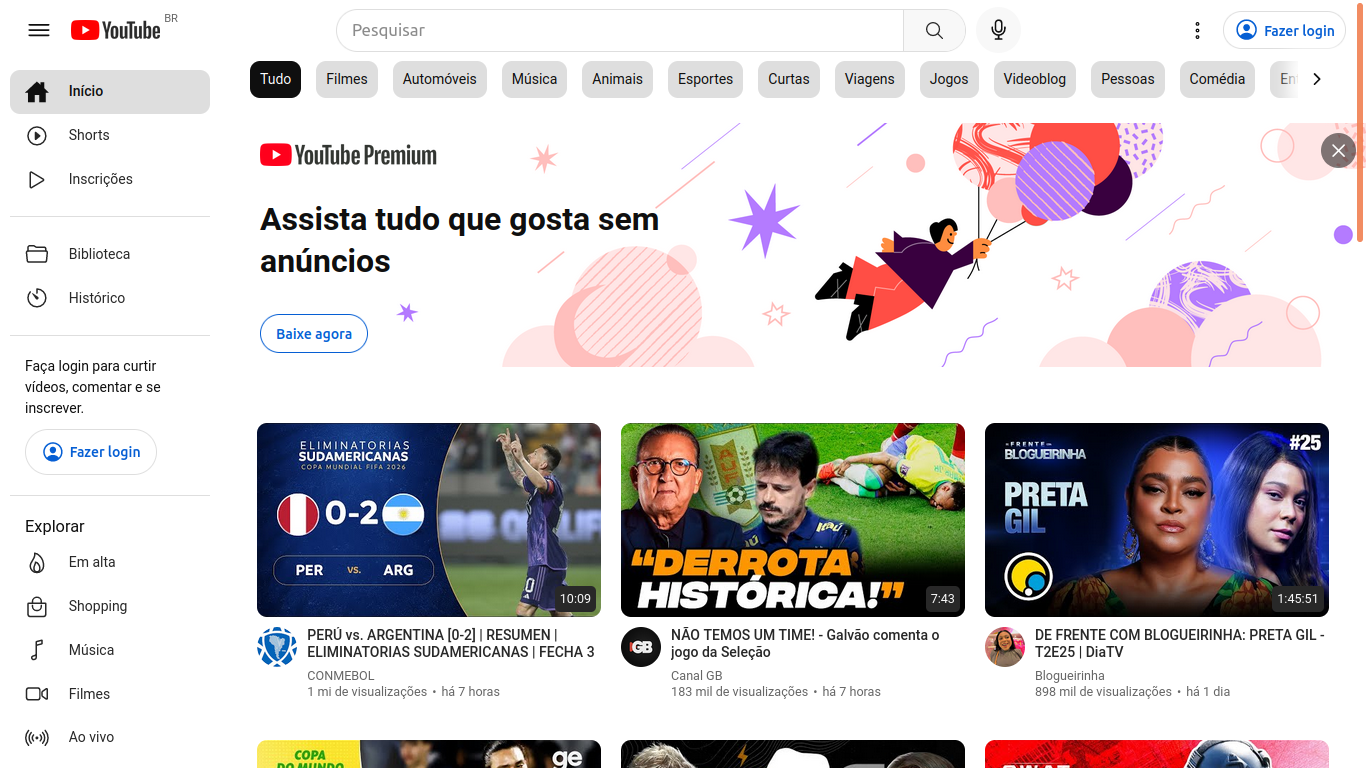 YouTube BR
Pesquisar
Fazer login
Tudo
Filmes
Automóveis
Música
Animais
Esportes
Curtas
Viagens
Jogos
Videoblog
Pessoas
Comédia
Início
Shorts
Inscrições
Biblioteca
Histórico
Faça login para curtir
vídeos, comentar e se
inscrever.
Fazer login
Explorar
Em alta
Shopping
Música
Filmes
Ao vivo
YouTube Premium
Assista tudo que gosta sem
anúncios
Baixe agora
ELIMINATORIAS
SUDAMERICANAS
COPA MUNDIAL FIFA 2026
0-2
PER vs. ARG
10:09
PERÚ vs. ARGENTINA [0-2] | RESUMEN |
ELIMINATORIAS SUDAMERICANAS | FECHA 3
CONMEBOL
1 mi de visualizações • há 7 horas
Itaú
“DERROTA
HISTÓRICA!”
7:43
GB
NÃO TEMOS UM TIME! - Galvão comenta o
jogo da Seleção
Canal GB
183 mil de visualizações • há 7 horas
DE FRENTE COM
BLOGUEIRINHA
#25
PRETA
GIL
1:45:51
DE FRENTE COM BLOGUEIRINHA: PRETA GIL -
T2E25 | DiaTV
Blogueirinha
898 mil de visualizações • há 1 dia
COPA
DO MUNDO
ge